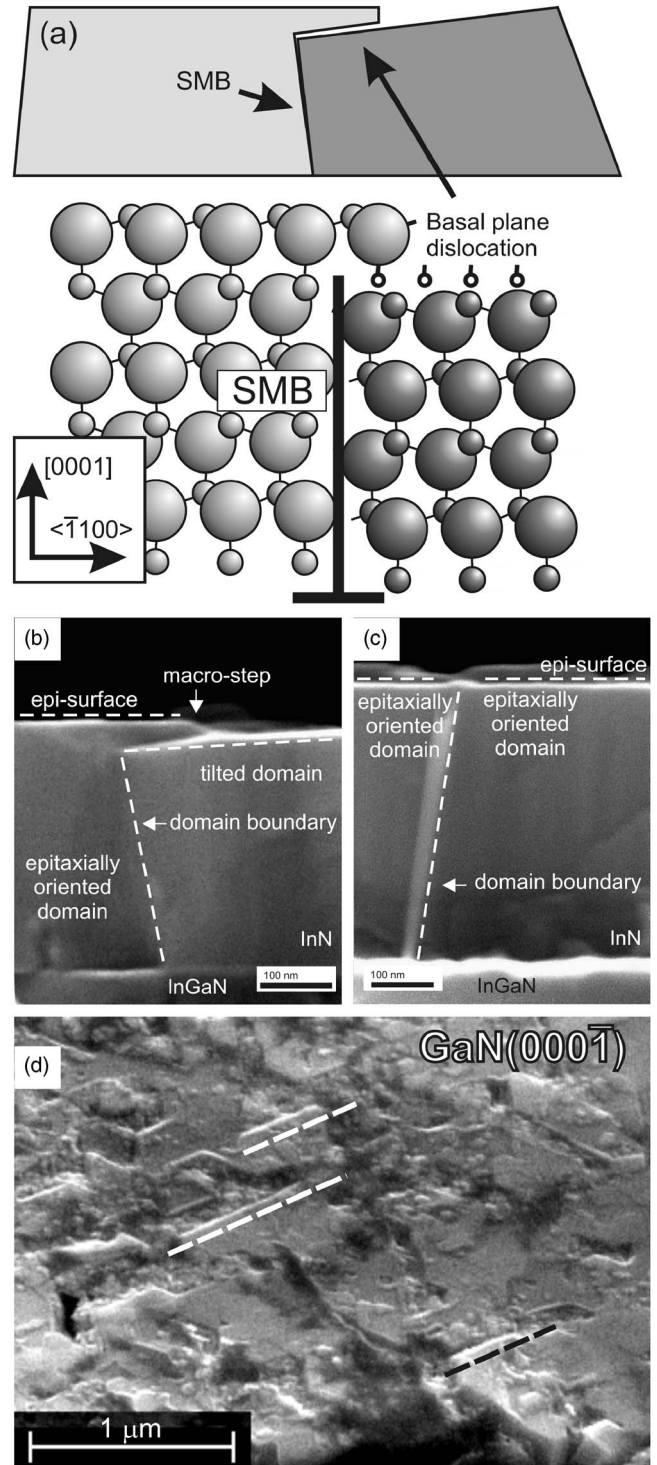 (a)
SMB
Basal plane
dislocation
SMB
[0001]
<1̄100>
(b)
macro-step
epi-surface
tilted domain
domain boundary
epitaxially
oriented
domain
InN
InGaN
100 nm
(c)
epi-surface
epitaxially
oriented
domain
epitaxially
oriented
domain
domain boundary
InN
100 nm
InGaN
(d)
GaN(0001̄)
1 μm